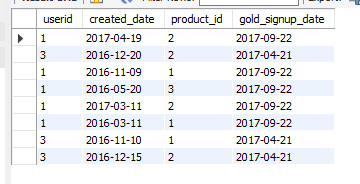 userid created_date product_id gold_signup_date
1 2017-04-19 2 2017-09-22
3 2016-12-20 2 2017-04-21
1 2016-11-09 1 2017-09-22
1 2016-05-20 3 2017-09-22
1 2017-03-11 2 2017-09-22
1 2016-03-11 1 2017-09-22
3 2016-11-10 1 2017-04-21
3 2016-12-15 2 2017-04-21